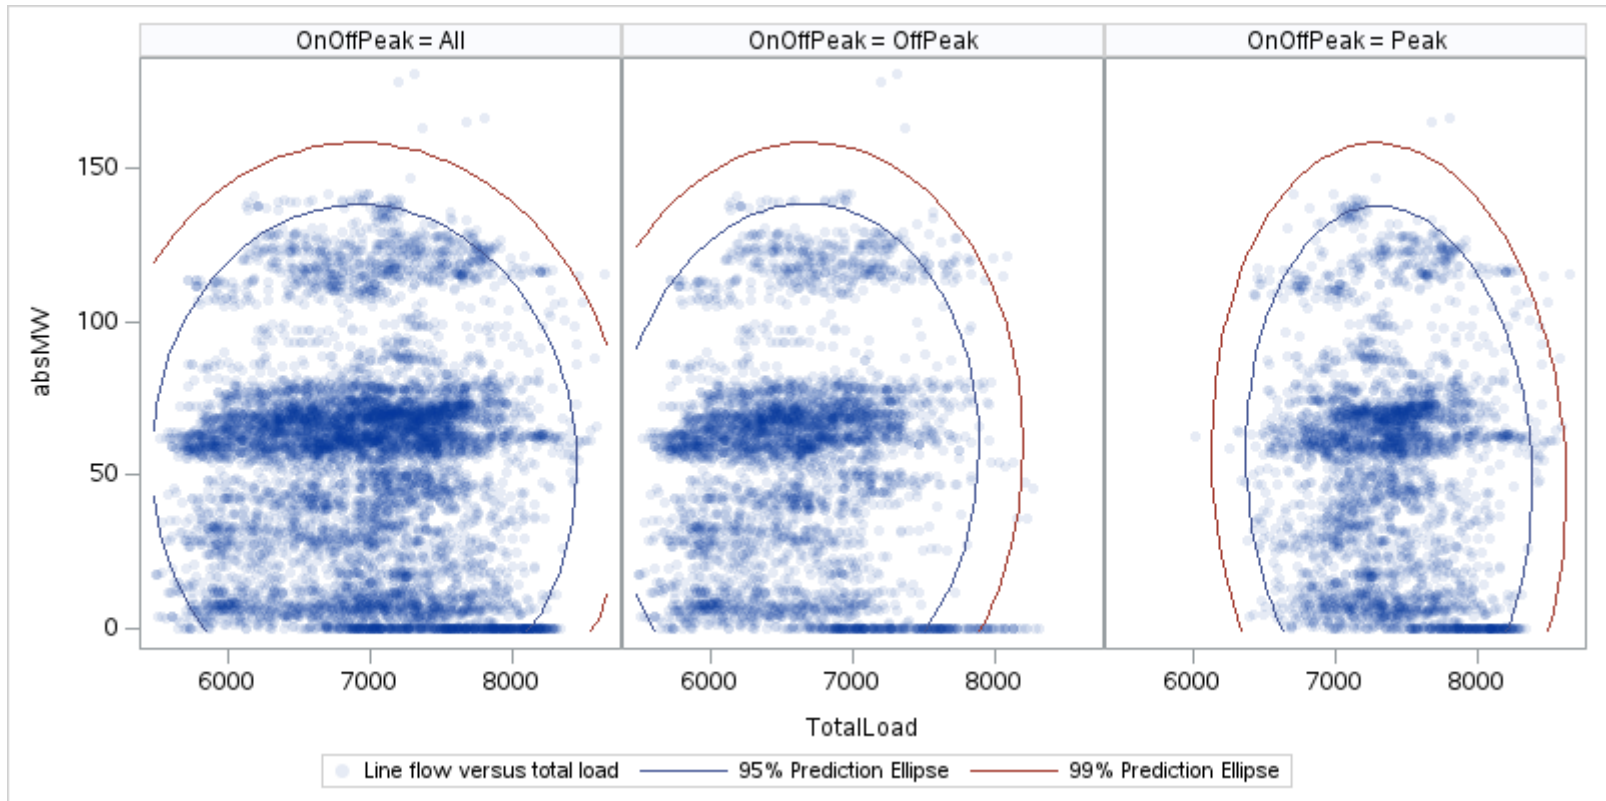 OnOffPeak = All
OnOffPeak = OffPeak
OnOffPeak = Peak
absMW
150
100
50
0
6000 7000 8000
6000 7000 8000
6000 7000 8000
TotalLoad
Line flow versus total load 95% Prediction Ellipse 99% Prediction Ellipse